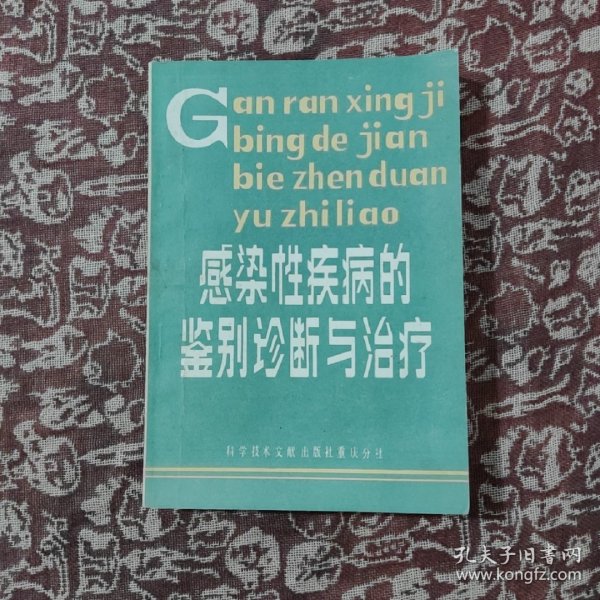 Gan ran xing ji
bing de jian
bie zhen duan
yu zhi liao
感染性疾病的
鉴别诊断与治疗
科学技术文献出版社重庆分社
孔夫子旧书网
www.kongfz.com